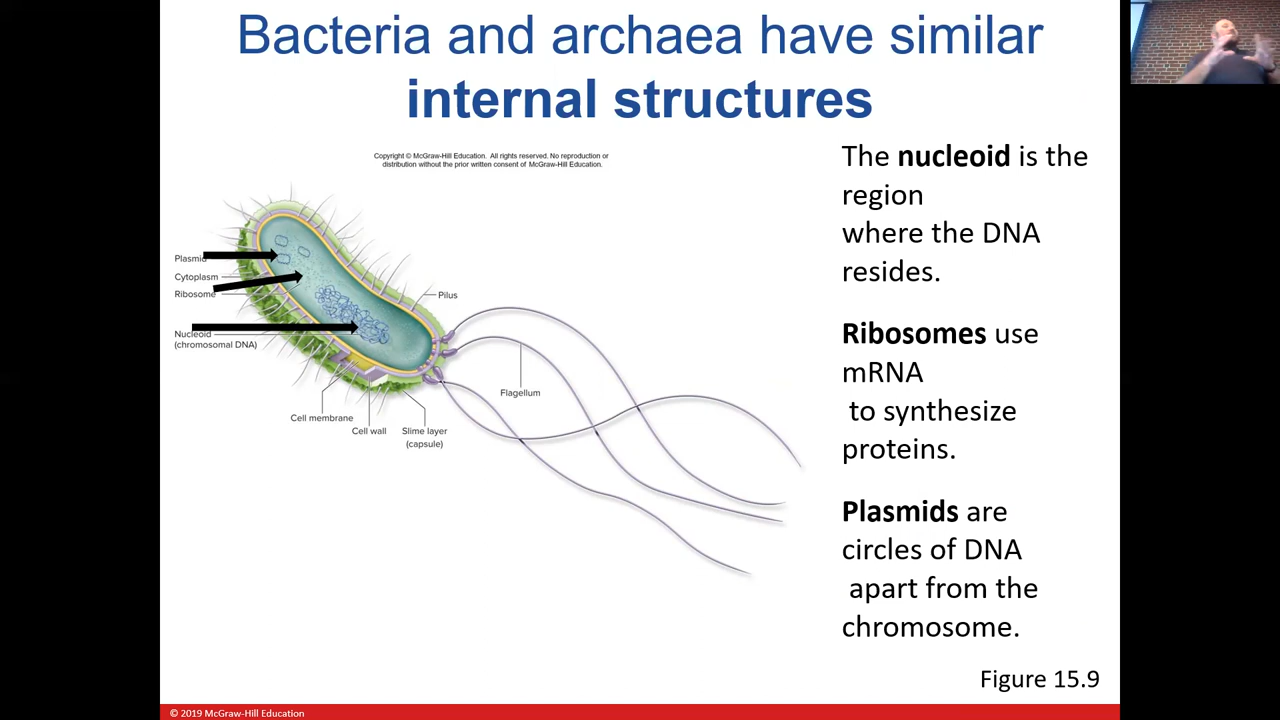 Bacteria and archaea have similar
internal structures
Copyright © McGraw-Hill Education. All rights reserved. No reproduction or
distribution without the prior written consent of McGraw-Hill Education.
The nucleoid is the
region
where the DNA
resides.
Ribosomes use
mRNA
to synthesize
proteins.
Plasmids are
circles of DNA
apart from the
chromosome.
Plasmid
Cytoplasm
Ribosome
Nucleoid
(chromosomal DNA)
Pilus
Flagellum
Cell membrane
Cell wall
Slime layer
(capsule)
Figure 15.9
© 2019 McGraw-Hill Education